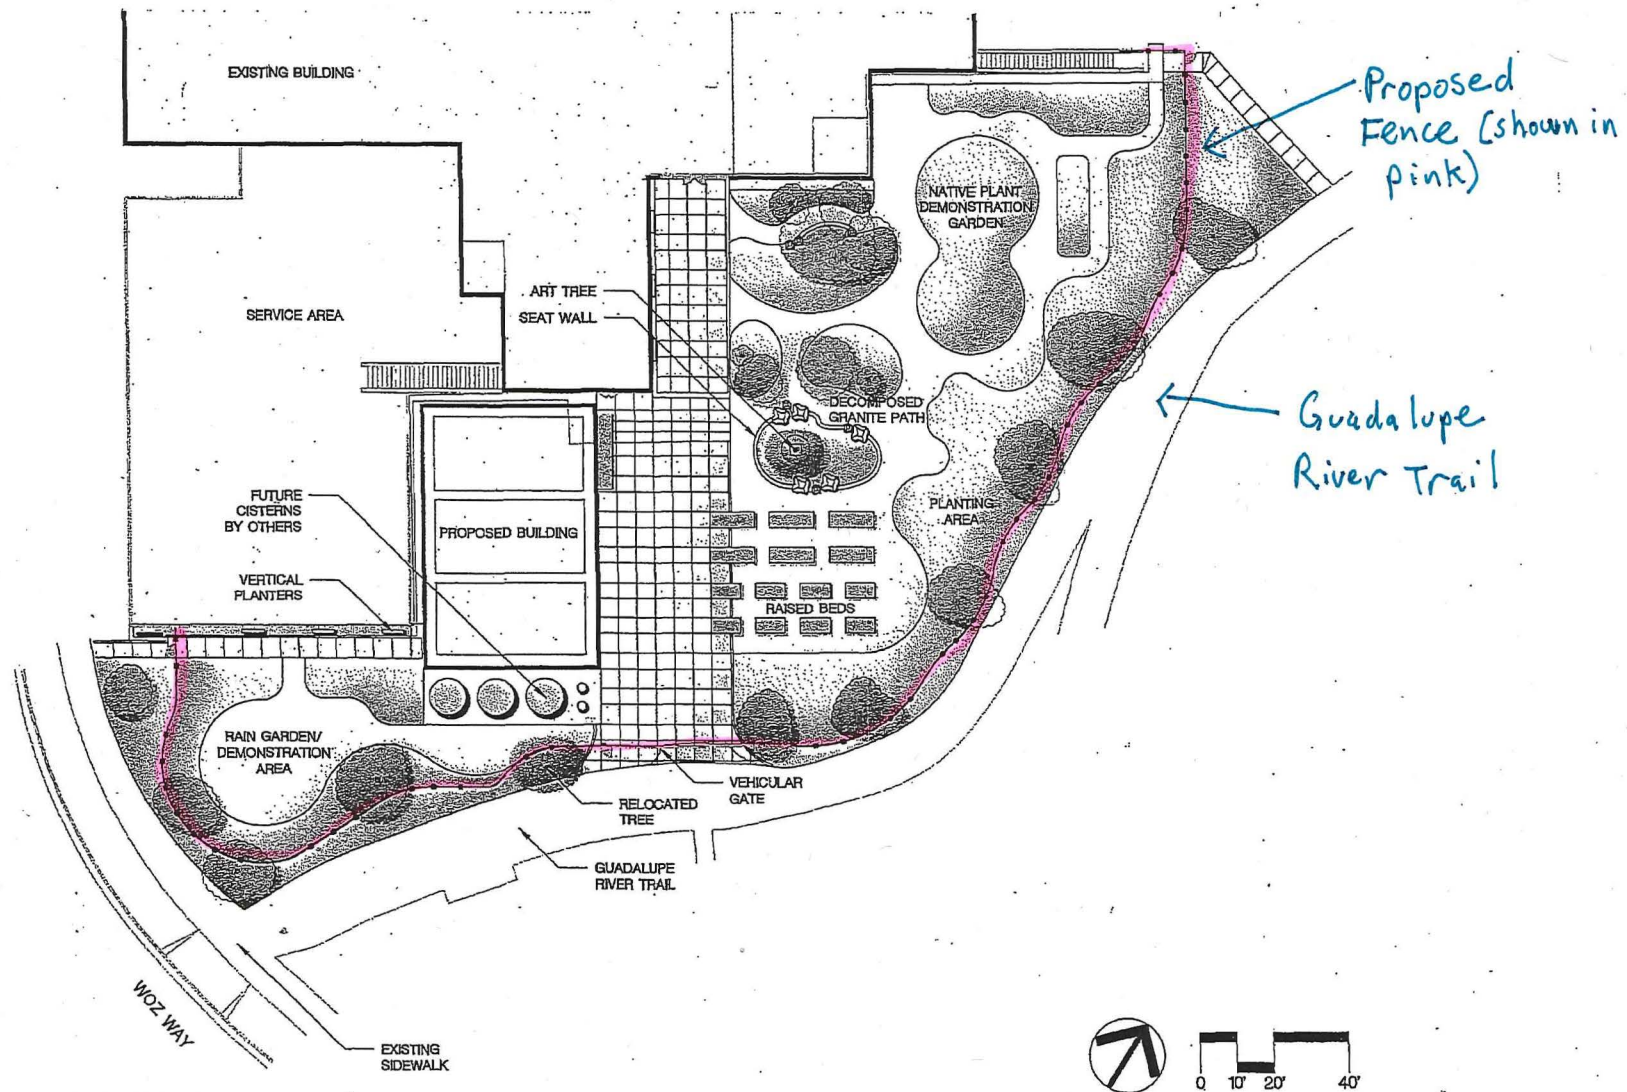 EXISTING BUILDING
Proposed
Fence (shown in
pink)
NATIVE PLANT
DEMONSTRATION
GARDEN
ART TREE
SEAT WALL
SERVICE AREA
DECOMPOSED
GRANITE PATH
Guadalupe
River Trail
FUTURE
CISTERNS
BY OTHERS
PLANTING
AREA
PROPOSED BUILDING
VERTICAL
PLANTERS
RAISED BEDS
RAIN GARDEN/
DEMONSTRATION
AREA
VEHICULAR
GATE
RELOCATED
TREE
GUADALUPE
RIVER TRAIL
WOZ WAY
EXISTING
SIDEWALK
0 10' 20' 40'